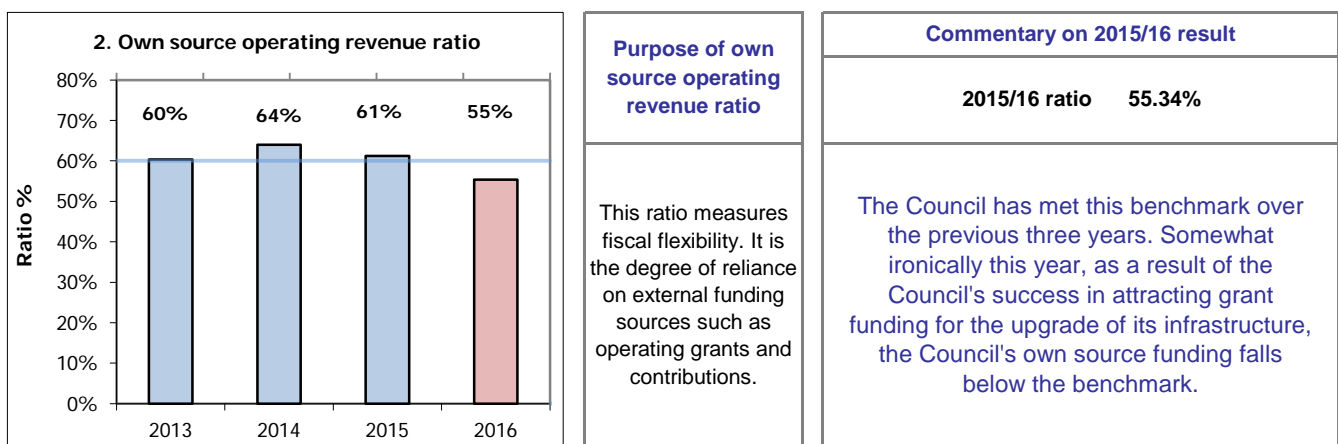 2. Own source operating revenue ratio
80%
70%
60%
50%
40%
30%
20%
10%
0%
Ratio %
60%
64%
61%
55%
2013
2014
2015
2016
Purpose of own
source operating
revenue ratio
This ratio measures
fiscal flexibility. It is
the degree of reliance
on external funding
sources such as
operating grants and
contributions.
Commentary on 2015/16 result
2015/16 ratio 55.34%
The Council has met this benchmark over
the previous three years. Somewhat
ironically this year, as a result of the
Council's success in attracting grant
funding for the upgrade of its infrastructure,
the Council's own source funding falls
below the benchmark.